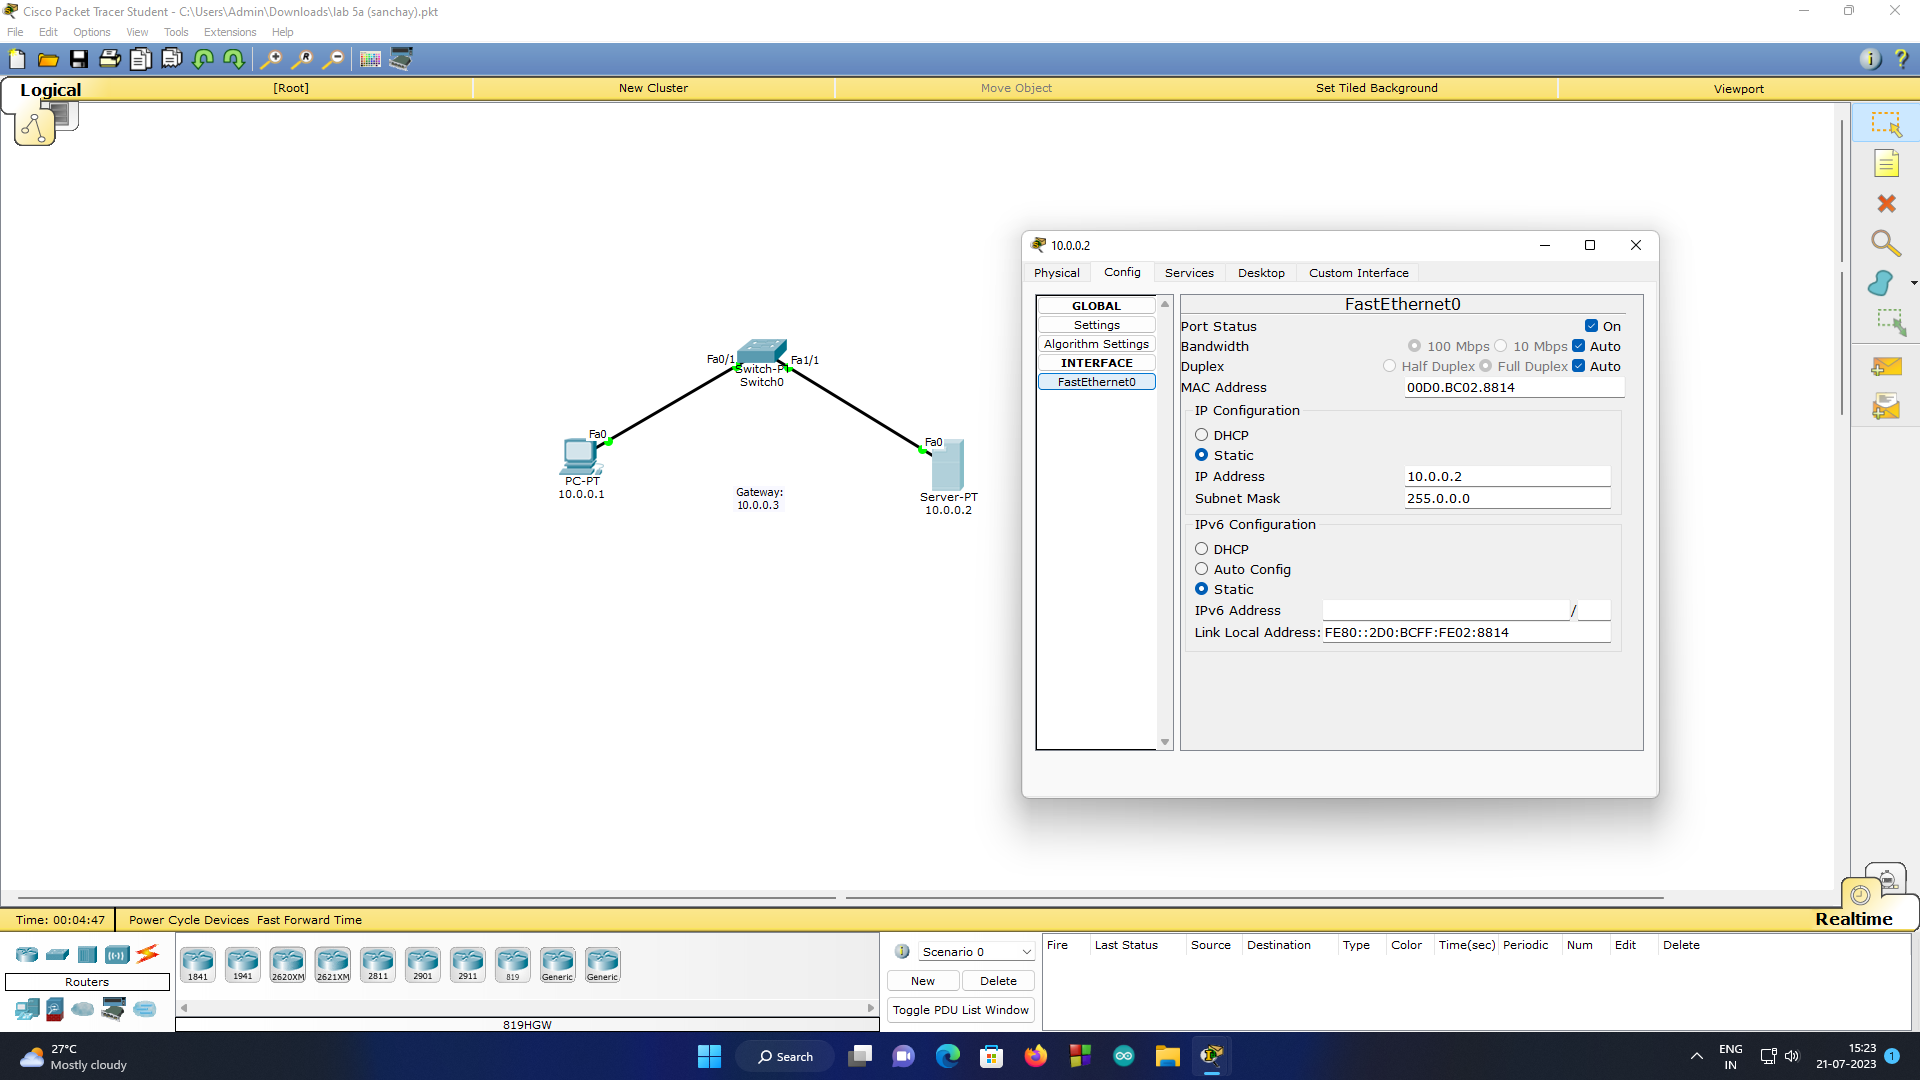 Cisco Packet Tracer Student - C:\Users\Admin\Downloads\lab 5a (sanchay).pkt
File Edit Options View Tools Extensions Help
Logical [Root] New Cluster Move Object Set Tiled Background Viewport
Fa0/1 Fa1/1
Switch0
Fa0
PC-PT
10.0.0.1
Gateway:
10.0.0.3
Fa0
Server-PT
10.0.0.2
10.0.0.2
Physical Config Services Desktop Custom Interface
GLOBAL
Settings
Algorithm Settings
INTERFACE
FastEthernet0
FastEthernet0
Port Status On
Bandwidth 100 Mbps 10 Mbps Auto
Duplex Half Duplex Full Duplex Auto
MAC Address 00D0.BC02.8814
IP Configuration
DHCP
Static
IP Address 10.0.0.2
Subnet Mask 255.0.0.0
IPv6 Configuration
DHCP
Auto Config
Static
IPv6 Address /
Link Local Address: FE80::2D0:BCFF:FE02:8814
Time: 00:04:47 Power Cycle Devices Fast Forward Time Realtime
Routers
1841 1941 2620XM 2621XM 2811 2901 2911 819 Generic Generic
819HGW
Scenario 0
New Delete
Toggle PDU List Window
Fire Last Status Source Destination Type Color Time(sec) Periodic Num Edit Delete
27°C
Mostly cloudy
Search
ENG
IN
15:23
21-07-2023
1